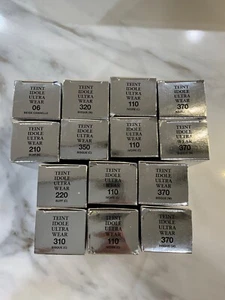 TEINT
IDOLE
ULTRA
WEAR
06
TEINT
IDOLE
ULTRA
WEAR
320
TEINT
IDOLE
ULTRA
WEAR
110
TEINT
IDOLE
ULTRA
WEAR
370
TEINT
IDOLE
ULTRA
WEAR
210
TEINT
IDOLE
ULTRA
WEAR
350
TEINT
IDOLE
ULTRA
WEAR
110
TEINT
IDOLE
ULTRA
WEAR
370
TEINT
IDOLE
ULTRA
WEAR
220
TEINT
IDOLE
ULTRA
WEAR
110
TEINT
IDOLE
ULTRA
WEAR
370
TEINT
IDOLE
ULTRA
WEAR
310
TEINT
IDOLE
ULTRA
WEAR
110
TEINT
IDOLE
ULTRA
WEAR
370